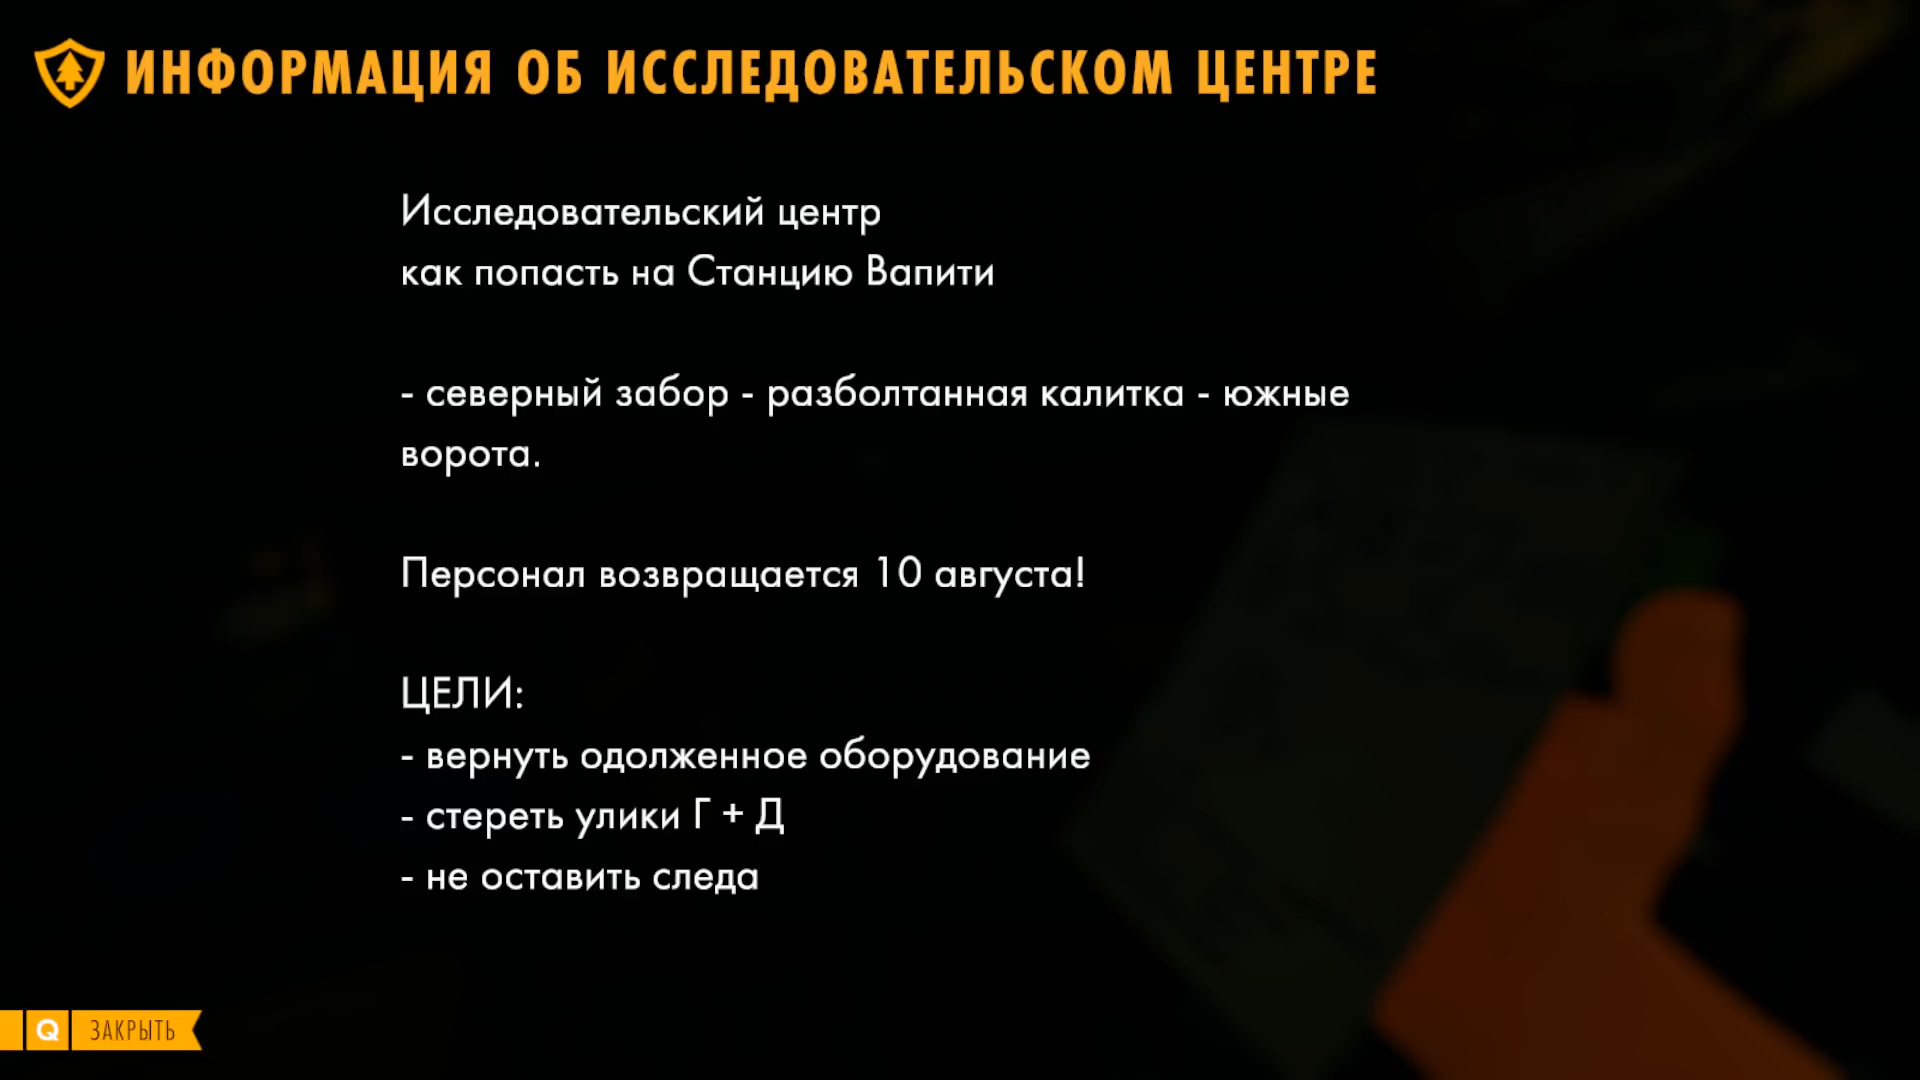 ИНФОРМАЦИЯ ОБ ИССЛЕДОВАТЕЛЬСКОМ ЦЕНТРЕ
Исследовательский центр
как попасть на Станцию Вапити
- северный забор - разболтанная калитка - южные
ворота.
Персонал возвращается 10 августа!
ЦЕЛИ:
- вернуть одолженное оборудование
- стереть улики Г + Д
- не оставить следа
Q ЗАКРЫТЬ